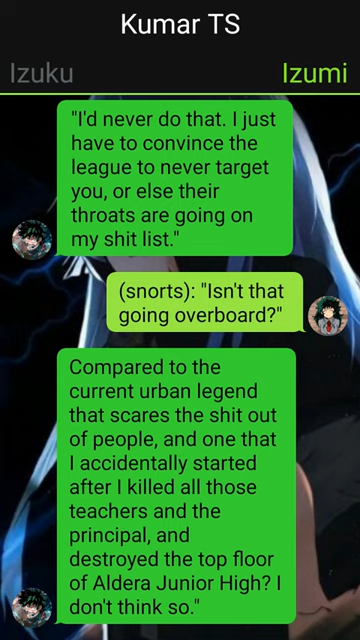 Kumar TS
Izuku Izumi
"I'd never do that. I just
have to convince the
league to never target
you, or else their
throats are going on
my shit list."
(snorts): "Isn't that
going overboard?"
Compared to the
current urban legend
that scares the shit out
of people, and one that
I accidentally started
after I killed all those
teachers and the
principal, and
destroyed the top floor
of Aldera Junior High? I
don't think so."